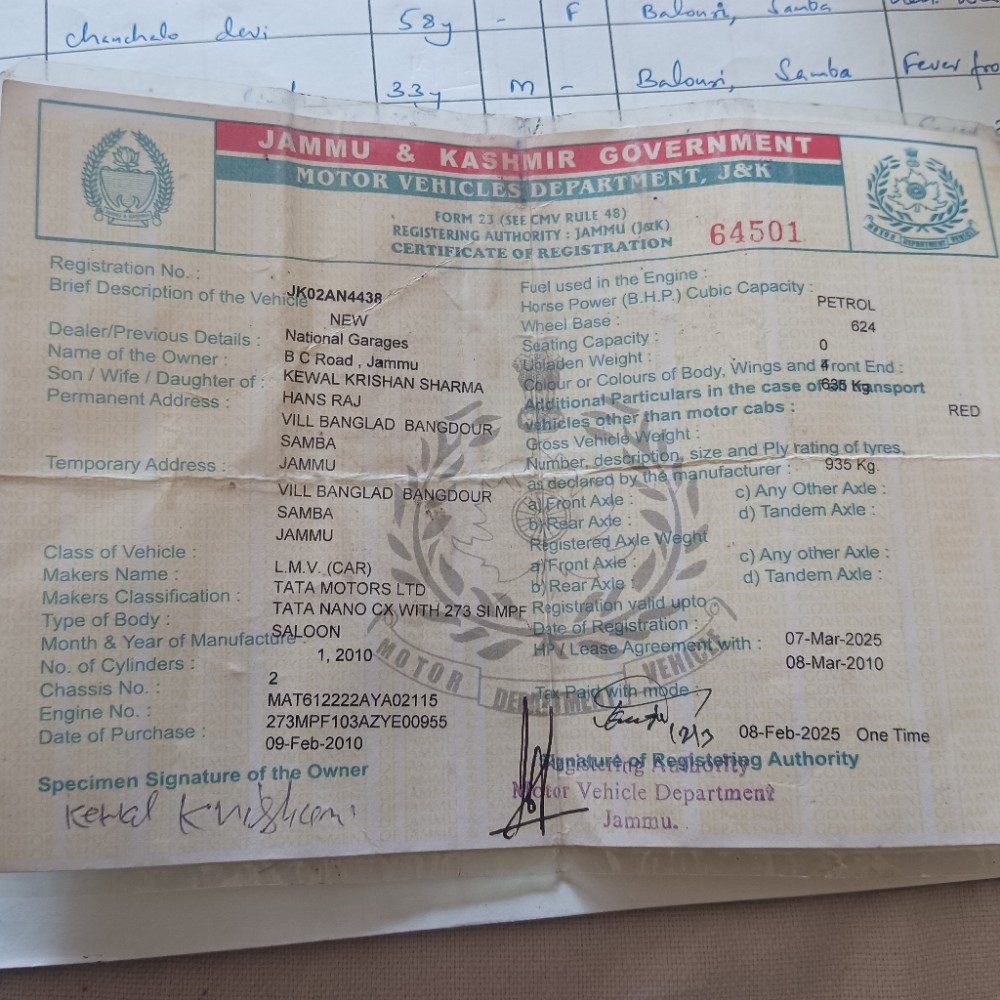 chanchalo devi 58y - F Balouri, Samba
33y M - Balouri, Samba Fever fro
JAMMU & KASHMIR GOVERNMENT
MOTOR VEHICLES DEPARTMENT, J&K
FORM 23 (SEE CMV RULE 48)
REGISTERING AUTHORITY : JAMMU (J&K)
CERTIFICATE OF REGISTRATION
64501
MOTOR DEPARTMENT VEHICLE
Registration No. :
JK02AN4438
Brief Description of the Vehicle
NEW
Dealer/Previous Details :
National Garages
B C Road , Jammu
Name of the Owner :
KEWAL KRISHAN SHARMA
Son / Wife / Daughter of :
HANS RAJ
Permanent Address :
VILL BANGLAD BANGDOUR
SAMBA
JAMMU
Temporary Address :
VILL BANGLAD BANGDOUR
SAMBA
JAMMU
Class of Vehicle :
L.M.V. (CAR)
Makers Name :
TATA MOTORS LTD
Makers Classification :
TATA NANO CX WITH 273 SI MPF
Type of Body :
SALOON
Month & Year of Manufacture :
1, 2010
No. of Cylinders :
2
Chassis No. :
MAT612222AYA02115
Engine No. :
273MPF103AZYE00955
Date of Purchase :
09-Feb-2010
Specimen Signature of the Owner
Kewal Krishan
Fuel used in the Engine :
PETROL
Horse Power (B.H.P.) Cubic Capacity :
624
Wheel Base :
0
Seating Capacity :
4
Unladen Weight :
635 Kg.
Colour or Colours of Body, Wings and Front End :
RED
Additional Particulars in the case of all Transport
vehicles other than motor cabs :
Gross Vehicle Weight :
935 Kg.
Number, description, size and Ply rating of tyres,
as declared by the manufacturer :
a) Front Axle : c) Any Other Axle :
b) Rear Axle : d) Tandem Axle :
Registered Axle Weght
a) Front Axle : c) Any other Axle :
b) Rear Axle : d) Tandem Axle :
Registration valid upto :
07-Mar-2025
Date of Registration :
08-Mar-2010
HP/ Lease Agreement with :
Tax Paid with mode :
08-Feb-2025 One Time
Signature of Registering Authority
Registering Authority
Motor Vehicle Department
Jammu.
MOTOR DEPARTMENT VEHICLE